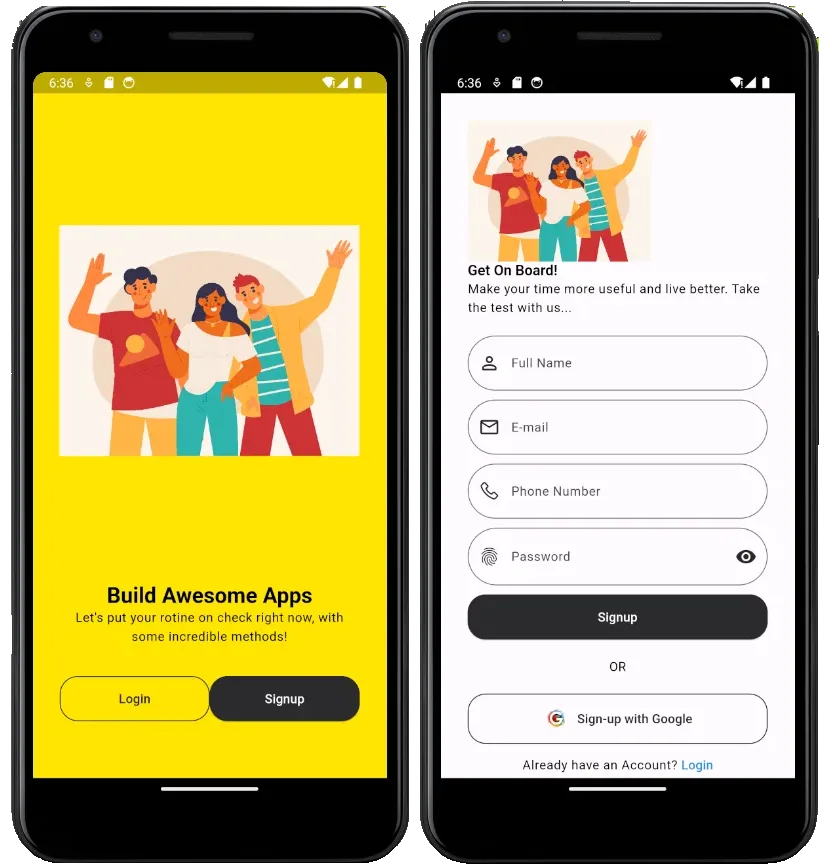 6:36
Build Awesome Apps
Let's put your rotine on check right now, with
some incredible methods!
Login
Signup
6:36
Get On Board!
Make your time more useful and live better. Take
the test with us...
Full Name
E-mail
Phone Number
Password
Signup
OR
G Sign-up with Google
Already have an Account? Login